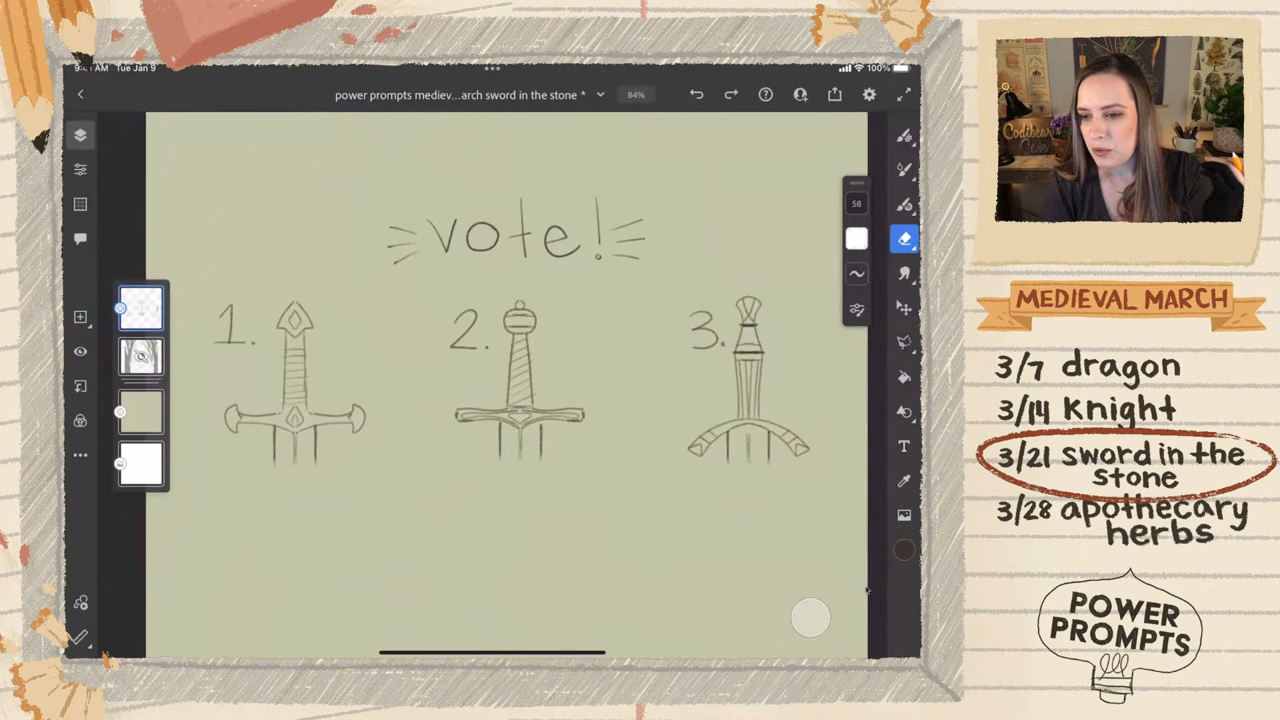 Tue Jan 9
100%
power prompts mediev...arch sword in the stone *
84%
58
vote!
1.
2.
3.
T
Codibear
Gees
MEDIEVAL MARCH
3/7 dragon
3/14 knight
3/21 sword in the
stone
3/28 apothecary
herbs
POWER
PROMPTS